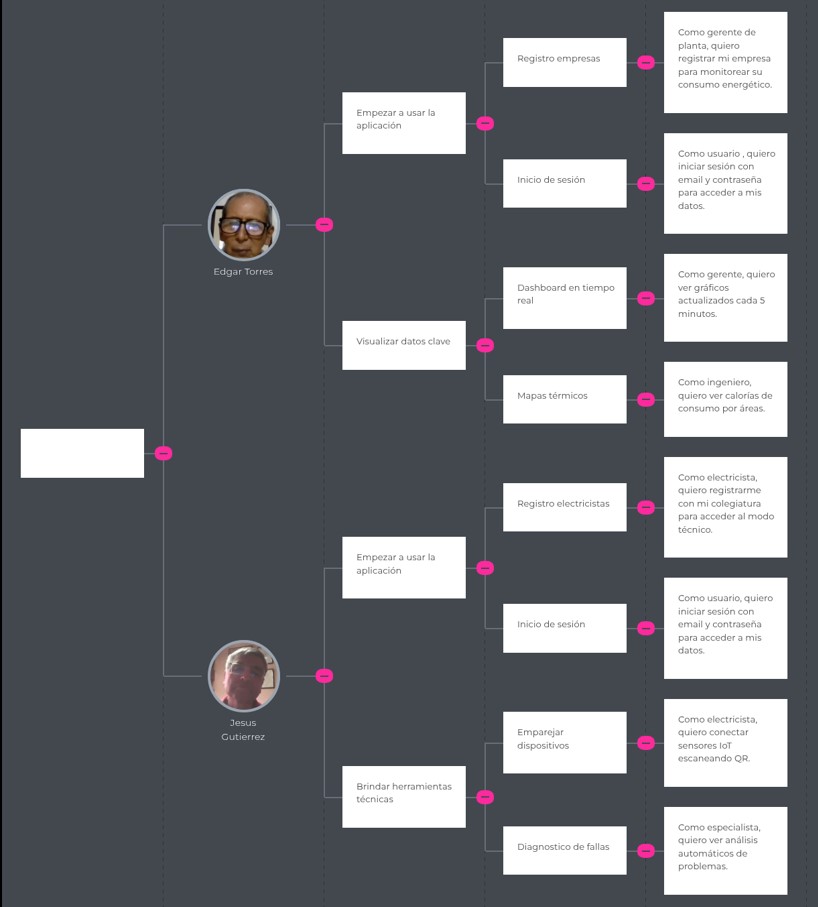 Registro empresas
Como gerente de
planta, quiero
registrar mi empresa
para monitorear su
consumo energético.
Empezar a usar la
aplicación
Inicio de sesión
Como usuario , quiero
iniciar sesión con
email y contraseña
para acceder a mis
datos.
Edgar Torres
Dashboard en tiempo
real
Como gerente, quiero
ver gráficos
actualizados cada 5
minutos.
Visualizar datos clave
Mapas térmicos
Como ingeniero,
quiero ver calorías de
consumo por áreas.
Registro electricistas
Como electricista,
quiero registrarme
con mi colegiatura
para acceder al modo
técnico.
Empezar a usar la
aplicación
Inicio de sesión
Como usuario, quiero
iniciar sesión con
email y contraseña
para acceder a mis
datos.
Jesus
Gutierrez
Emparejar
dispositivos
Como electricista,
quiero conectar
sensores IoT
escaneando QR.
Brindar herramientas
técnicas
Diagnostico de fallas
Como especialista,
quiero ver análisis
automáticos de
problemas.